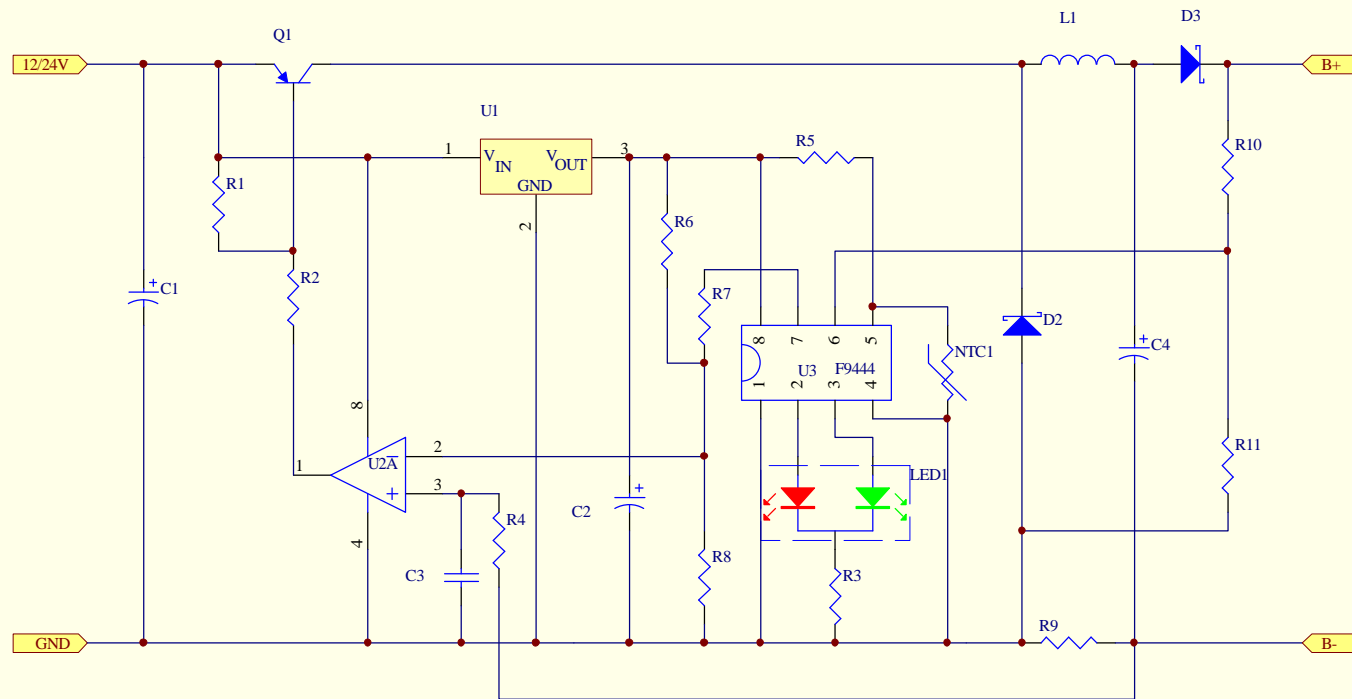 L1
D3
Q1
12/24V
B+
U1
1
V IN
V OUT
GND
3
2
R5
R10
R1
R6
R2
C1
R7
8
7
6
5
U3
F9444
1
2
3
4
NTC1
D2
C4
8
U2A
-
+
1
2
3
4
R4
C3
C2
LED1
R11
R8
R3
R9
GND
B-